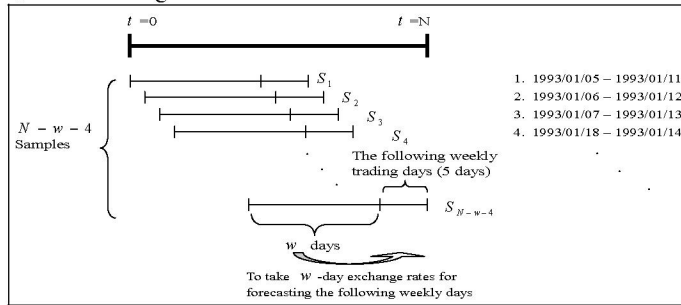 t =0
t =N
S1
S2
S3
S4
N - w - 4
Samples
1. 1993/01/05 – 1993/01/11
2. 1993/01/06 – 1993/01/12
3. 1993/01/07 – 1993/01/13
4. 1993/01/18 – 1993/01/14
The following weekly
trading days (5 days)
S N-w-4
w days
To take w -day exchange rates for
forecasting the following weekly days